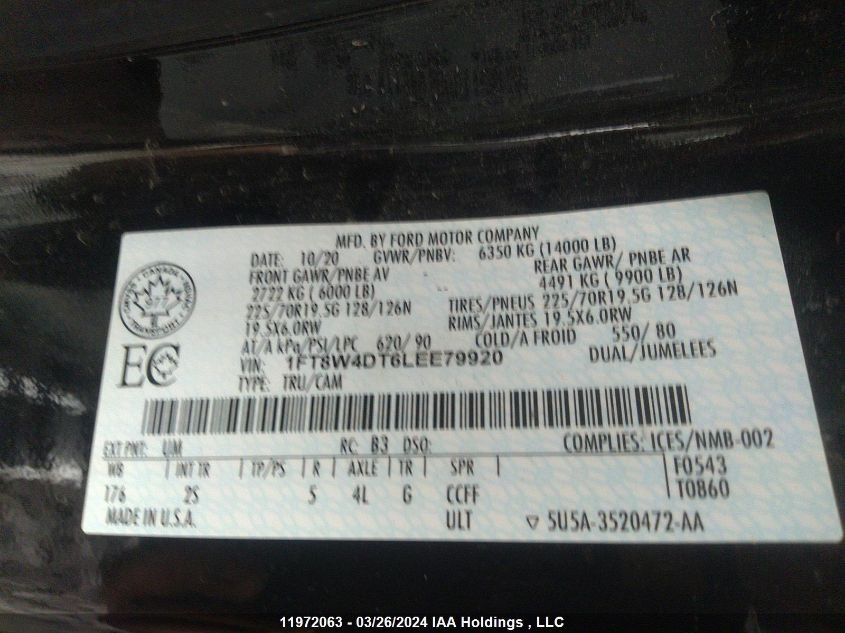 MFD. BY FORD MOTOR COMPANY
DATE: 10/20 GVWR/PNBV: 6350 KG (14000 LB)
FRONT GAWR/PNBE AV REAR GAWR/ PNBE AR
2722 KG ( 6000 LB) 4491 KG ( 9900 LB)
225/70R19.5G 128/126N TIRES/PNEUS 225/70R19.5G 128/126N
19.5X6.0RW RIMS/JANTES 19.5X6.0RW
AT/A kPa/PSI/LPC 620/ 90 COLD/A FROID 550/ 80
VIN: 1FT8W4DT6LEE79920 DUAL/JUMELEES
TYPE: TRU/CAM
CANADA
TRANSPORT
EC
EXT PNT: UM RC: B3 DSO: COMPLIES: ICES/NMB-002
WB INT TR TP/PS R AXLE TR SPR F0543
176 2S 5 4L G CCFF T0860
MADE IN U.S.A. ULT ▽ 5U5A-3520472-AA
11972063 - 03/26/2024 IAA Holdings , LLC